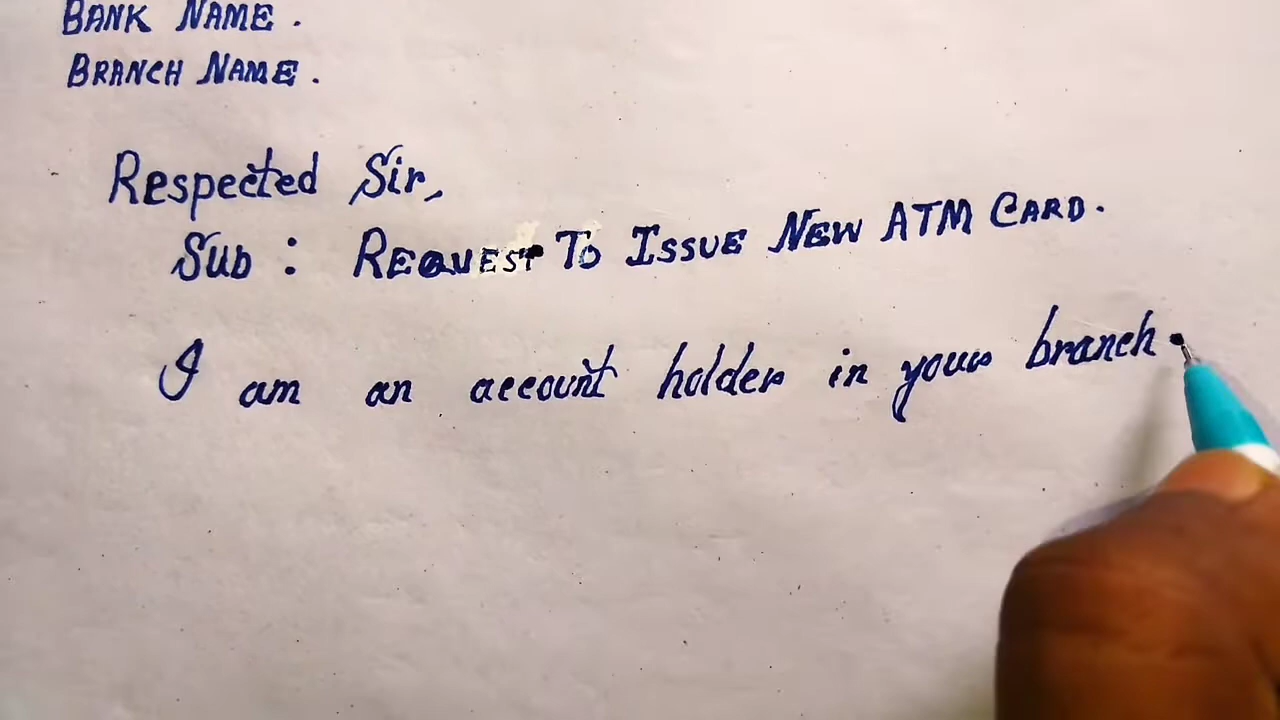 BANK NAME.
BRANCH NAME.
Respected Sir,
Sub: REQUEST TO ISSUE NEW ATM CARD.
I am an account holder in your branch.